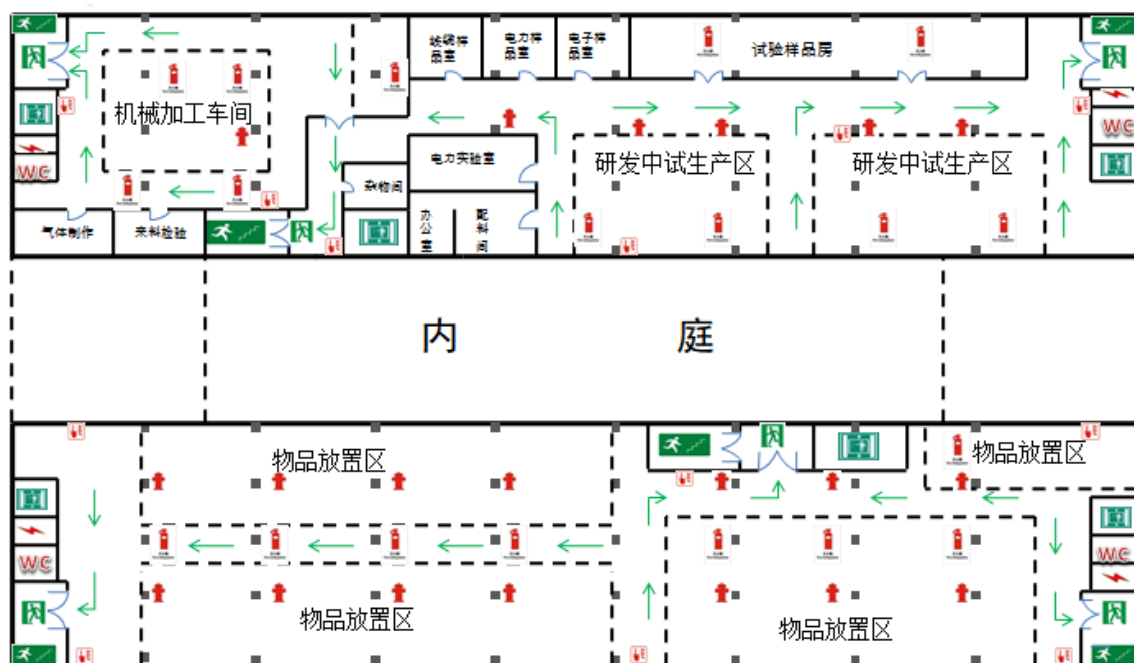 线缆样
品室
电力样
品室
电子样
品室
试验样品房
机械加工车间
WC
电力实验室
研发中试生产区
研发中试生产区
WC
杂物间
气体制作
来料检验
办公室
配料间
内 庭
物品放置区
物品放置区
WC
WC
物品放置区
物品放置区